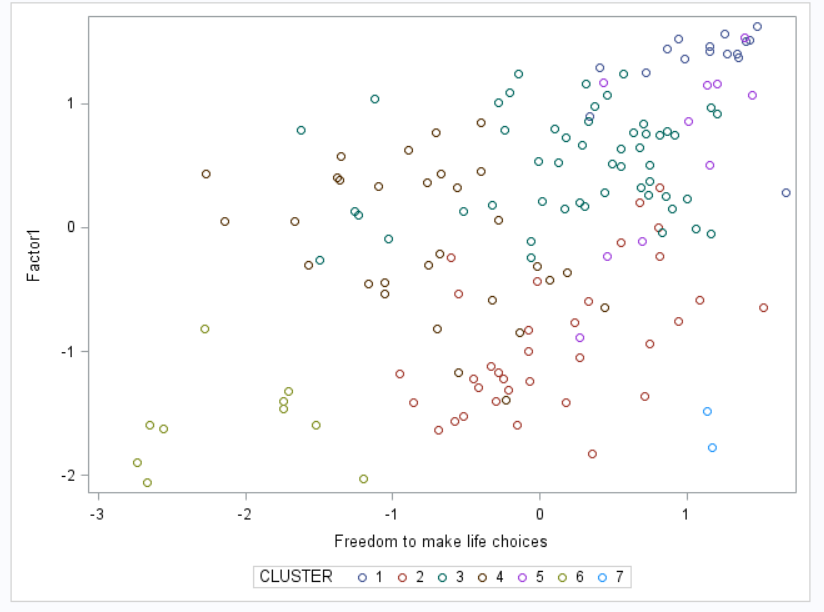 1
0
-1
-2
Factor1
-3 -2 -1 0 1
Freedom to make life choices
CLUSTER 1 2 3 4 5 6 7